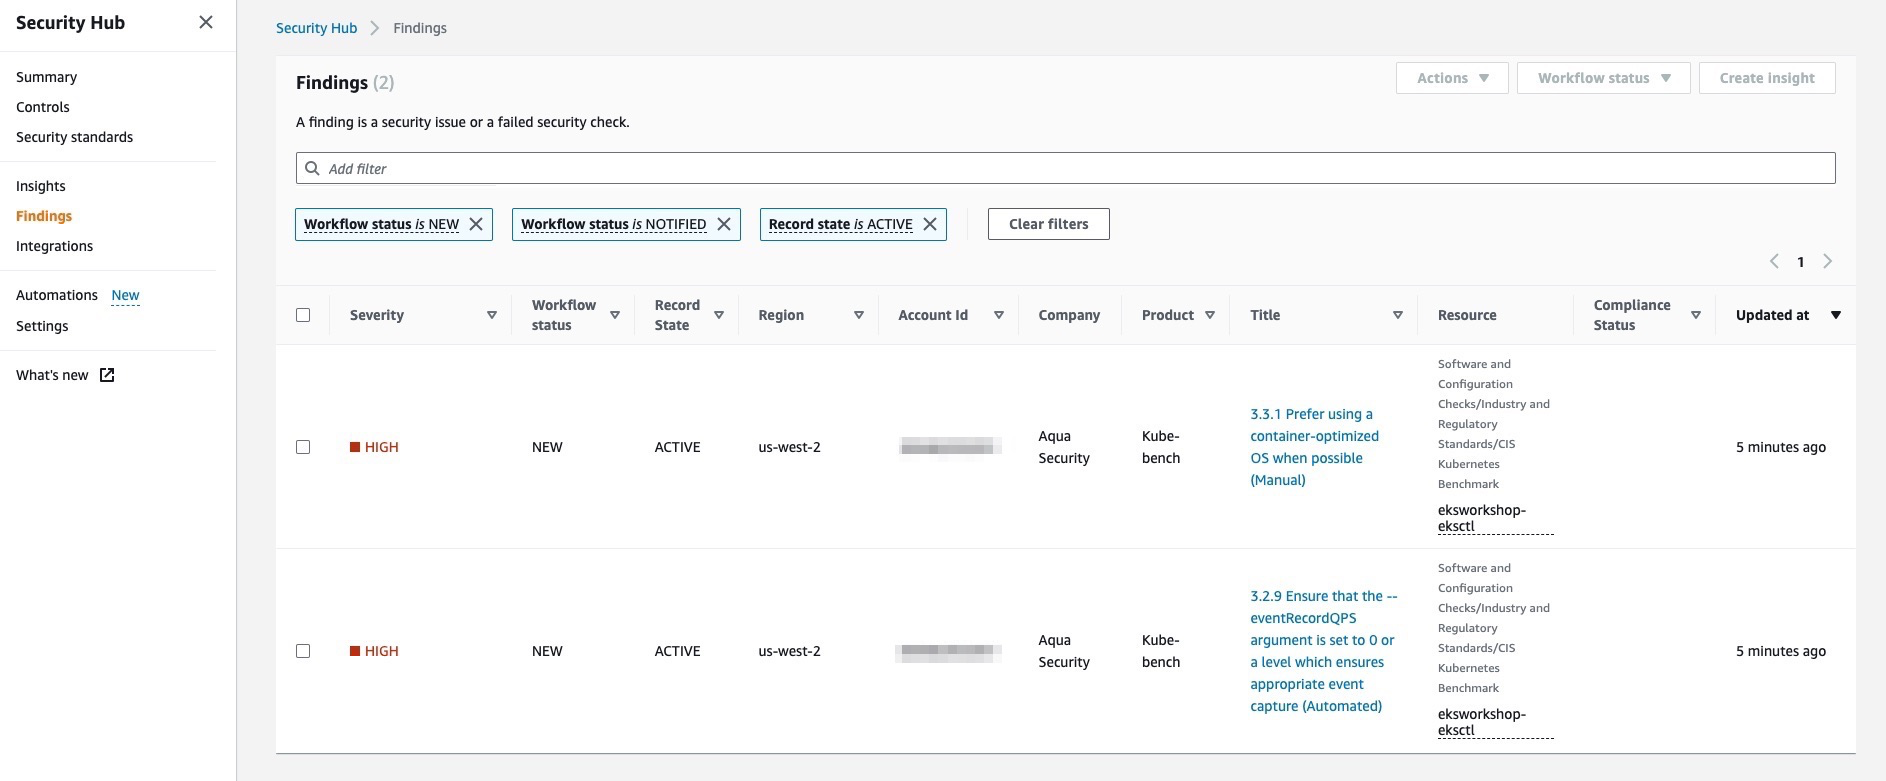 Security Hub
Summary
Controls
Security standards
Insights
Findings
Integrations
Automations New
Settings
What's new
Security Hub Findings
Findings (2)
Actions
Workflow status
Create insight
A finding is a security issue or a failed security check.
Add filter
Workflow status is NEW
Workflow status is NOTIFIED
Record state is ACTIVE
Clear filters
1
Severity
Workflow
status
Record
State
Region
Account Id
Company
Product
Title
Resource
Compliance
Status
Updated at
HIGH
NEW
ACTIVE
us-west-2
Aqua
Security
Kube-
bench
3.3.1 Prefer using a
container-optimized
OS when possible
(Manual)
Software and
Configuration
Checks/Industry and
Regulatory
Standards/CIS
Kubernetes
Benchmark
eksworkshop-
eksctl
5 minutes ago
HIGH
NEW
ACTIVE
us-west-2
Aqua
Security
Kube-
bench
3.2.9 Ensure that the --
eventRecordQPS
argument is set to 0 or
a level which ensures
appropriate event
capture (Automated)
Software and
Configuration
Checks/Industry and
Regulatory
Standards/CIS
Kubernetes
Benchmark
eksworkshop-
eksctl
5 minutes ago